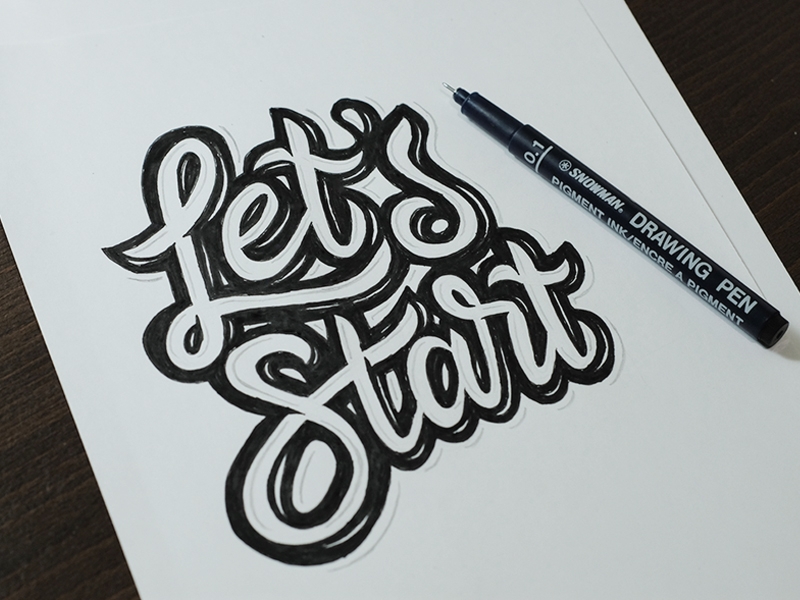 Let's
Start
0.1
SNOWMAN® DRAWING PEN
PIGMENT INK/ENCRE A PIGMENT